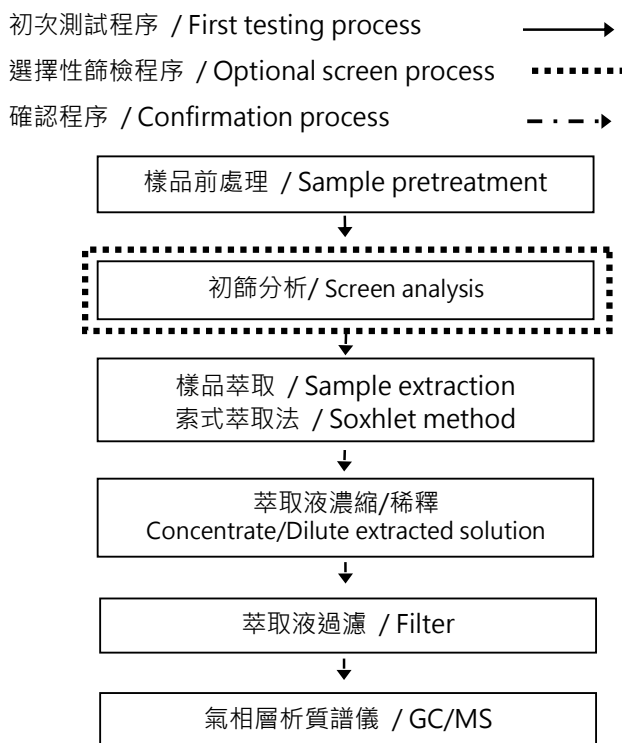 初次測試程序 / First testing process
選擇性篩檢程序 / Optional screen process
確認程序 / Confirmation process
樣品前處理 / Sample pretreatment
初篩分析/ Screen analysis
樣品萃取 / Sample extraction
索式萃取法 / Soxhlet method
萃取液濃縮/稀釋
Concentrate/Dilute extracted solution
萃取液過濾 / Filter
氣相層析質譜儀 / GC/MS